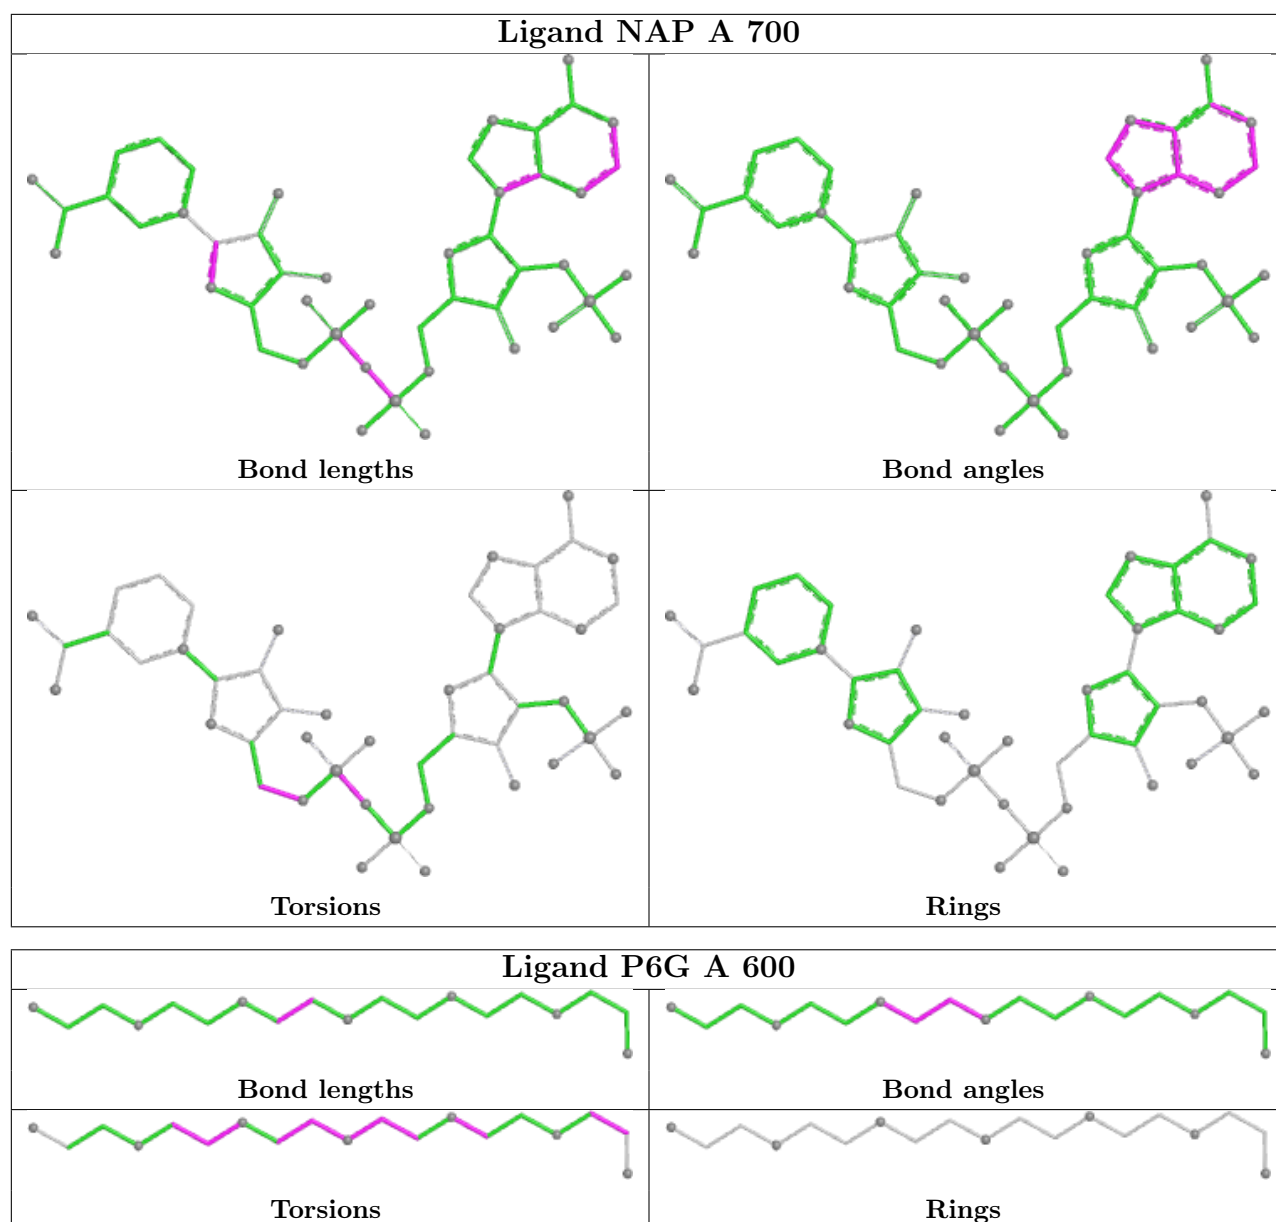 Ligand NAP A 700
Bond lengths
Bond angles
Torsions
Rings
Ligand P6G A 600
Bond lengths
Bond angles
Torsions
Rings